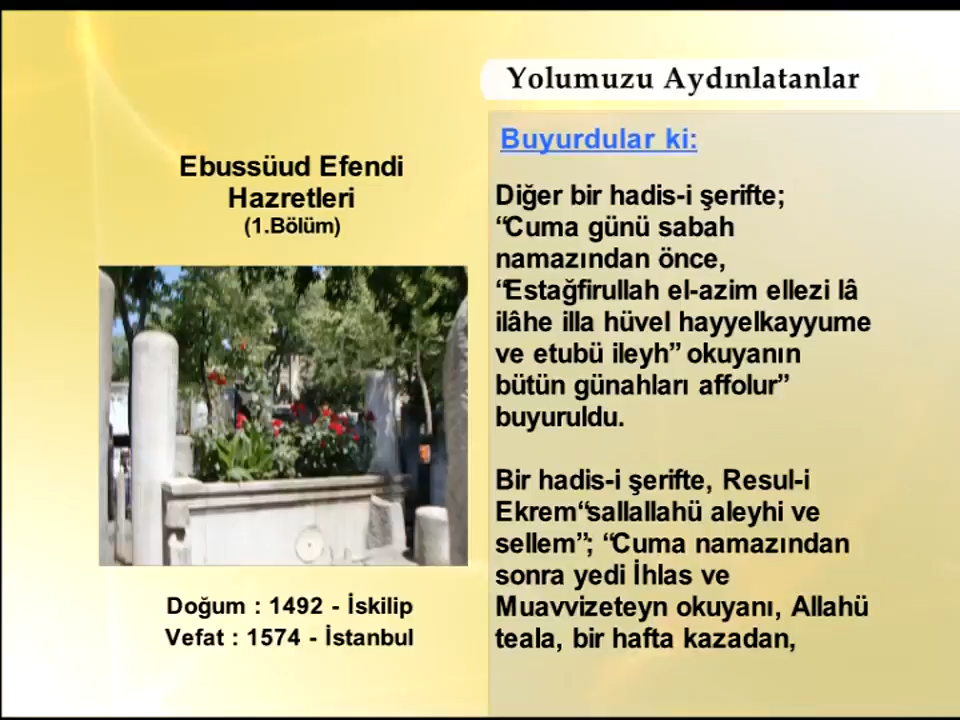 Yolumuzu Aydınlatanlar
Ebussüud Efendi
Hazretleri
(1.Bölüm)
Doğum : 1492 - İskilip
Vefat : 1574 - İstanbul
Buyurdular ki:
Diğer bir hadis-i şerifte;
“Cuma günü sabah
namazından önce,
“Estağfirullah el-azim ellezi lâ
ilâhe illa hüvel hayyelkayyume
ve etubü ileyh” okuyanın
bütün günahları affolur”
buyuruldu.
Bir hadis-i şerifte, Resul-i
Ekrem“sallallahü aleyhi ve
sellem”; “Cuma namazından
sonra yedi İhlas ve
Muavvizeteyn okuyanı, Allahü
teala, bir hafta kazadan,